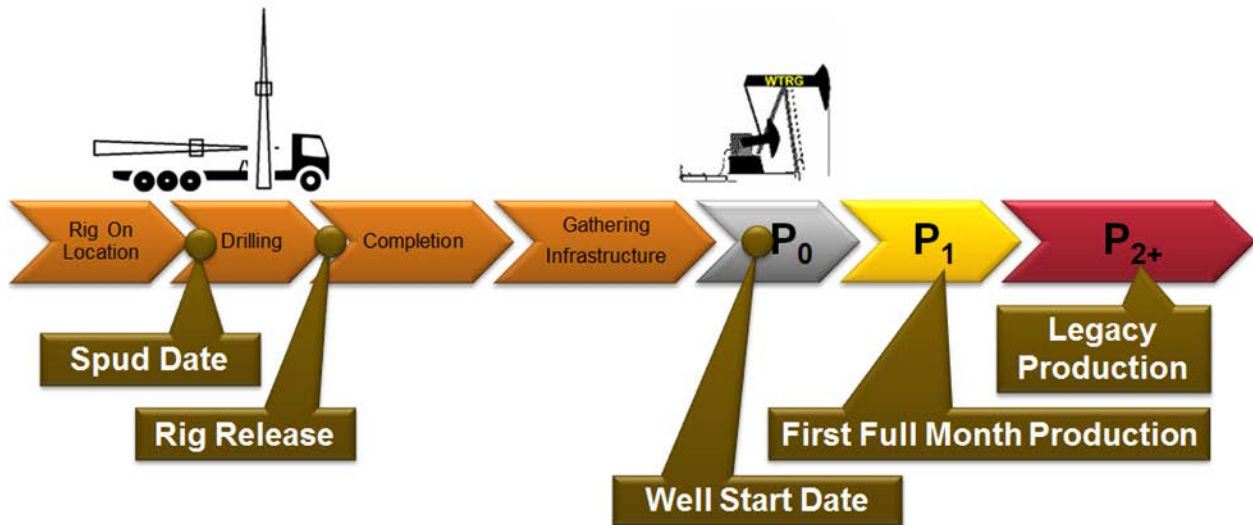 WTRG
Rig On
Location
Drilling
Completion
Gathering
Infrastructure
P0
P1
P2+
Spud Date
Rig Release
Well Start Date
First Full Month Production
Legacy
Production